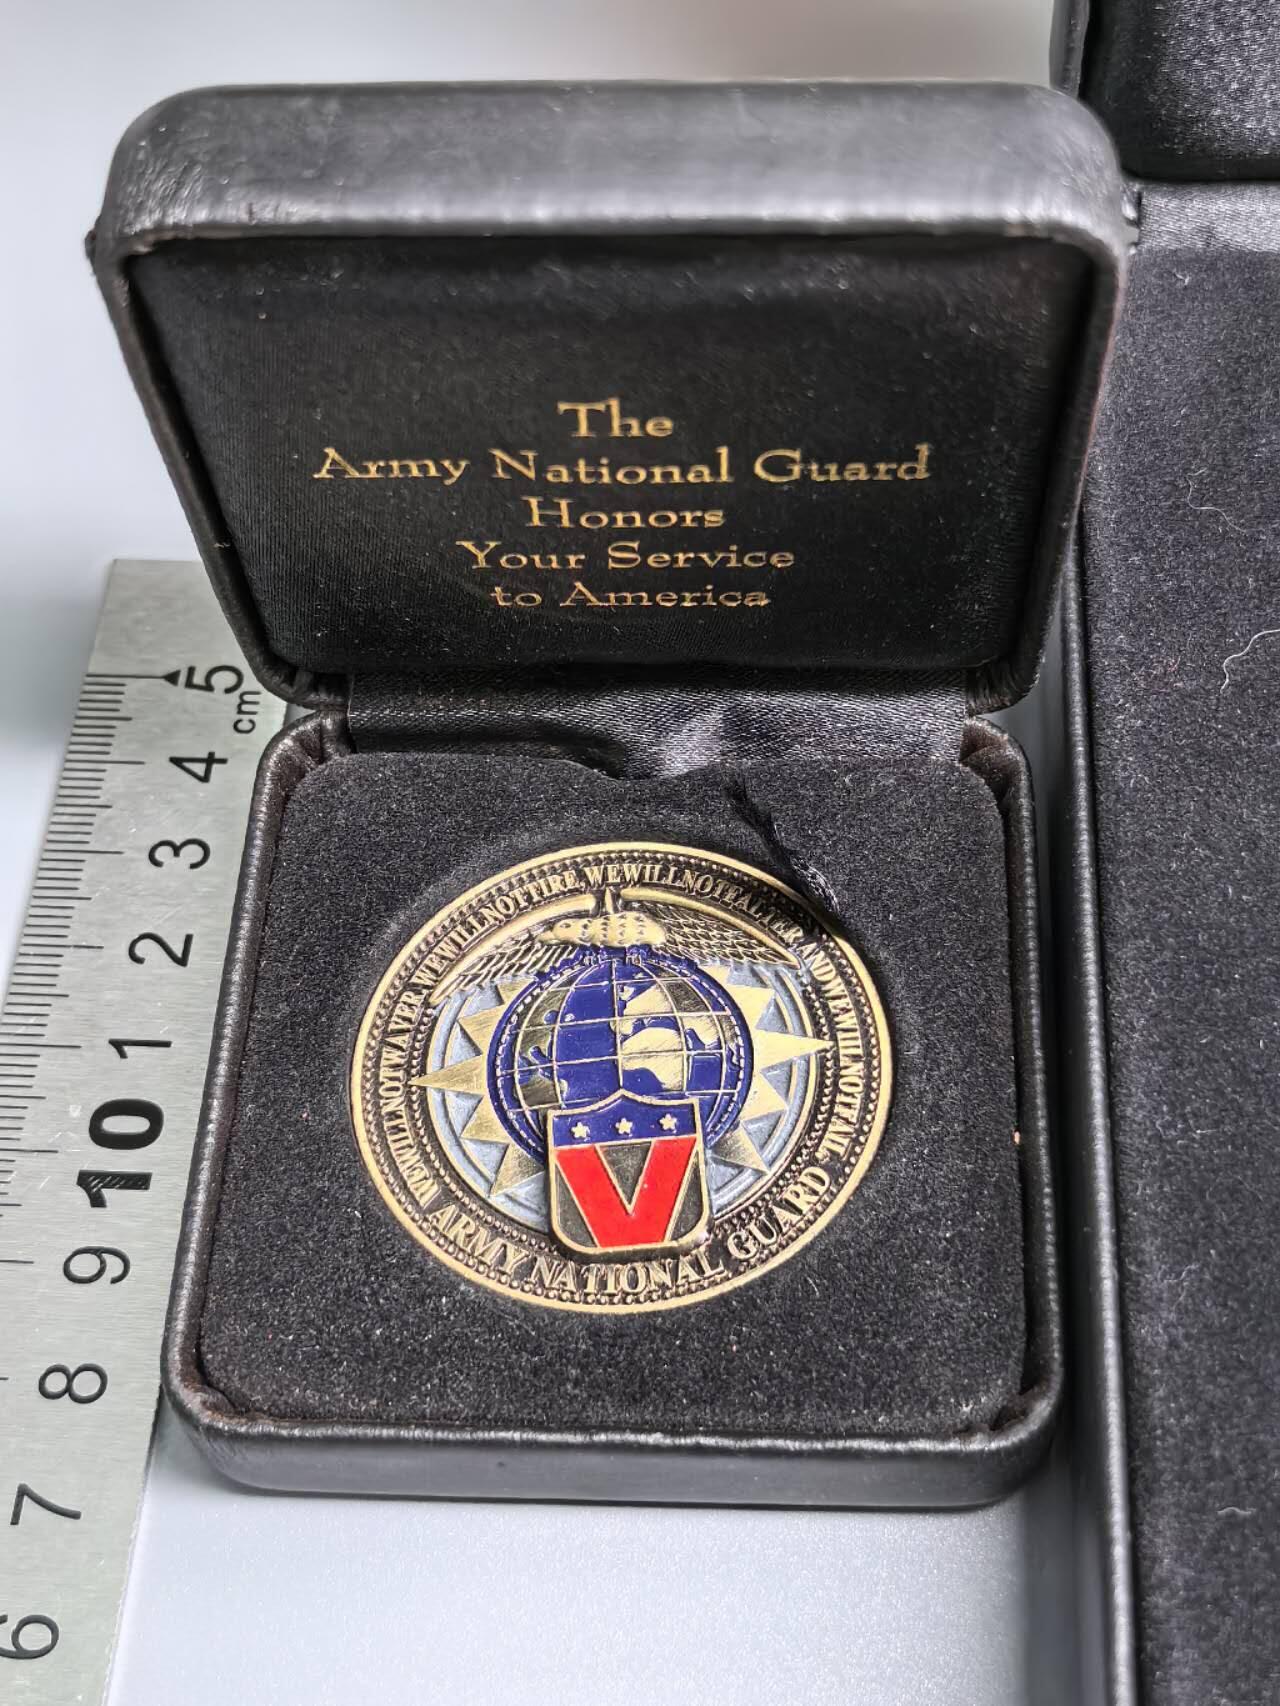 The
Army National Guard
Honors
Your Service
to America
WE WILL NOT WAVER, WE WILL NOT TIRE, WE WILL NOT FALTER, AND WE WILL NOT FAIL
ARMY NATIONAL GUARD
V
5
cm
4
3
2
1
10
9
8
7
6